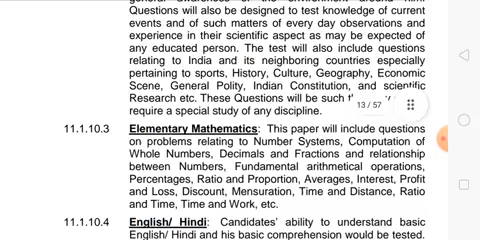 Questions will also be designed to test knowledge of current
events and of such matters of every day observations and
experience in their scientific aspect as may be expected of
any educated person. The test will also include questions
relating to India and its neighboring countries especially
pertaining to sports, History, Culture, Geography, Economic
Scene, General Polity, Indian Constitution, and scientific
Research etc. These Questions will be such
13 / 57
require a special study of any discipline.
11.1.10.3 Elementary Mathematics: This paper will include questions
on problems relating to Number Systems, Computation of
Whole Numbers, Decimals and Fractions and relationship
between Numbers, Fundamental arithmetical operations,
Percentages, Ratio and Proportion, Averages, Interest, Profit
and Loss, Discount, Mensuration, Time and Distance, Ratio
and Time, Time and Work, etc.
11.1.10.4 English/ Hindi: Candidates' ability to understand basic
English/ Hindi and his basic comprehension would be tested.